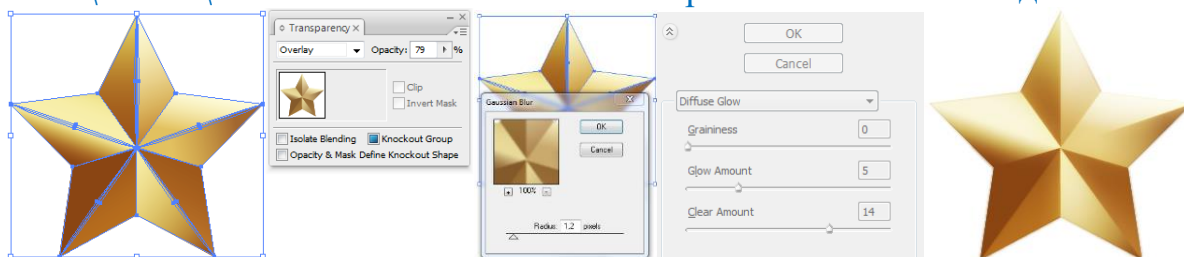 Transparency
Overlay
Opacity: 79 %
Clip
Invert Mask
Isolate Blending
Knockout Group
Opacity & Mask Define Knockout Shape
Gaussian Blur
OK
Cancel
100%
Radius: 1.2 pixels
OK
Cancel
Diffuse Glow
Graininess 0
Glow Amount 5
Clear Amount 14